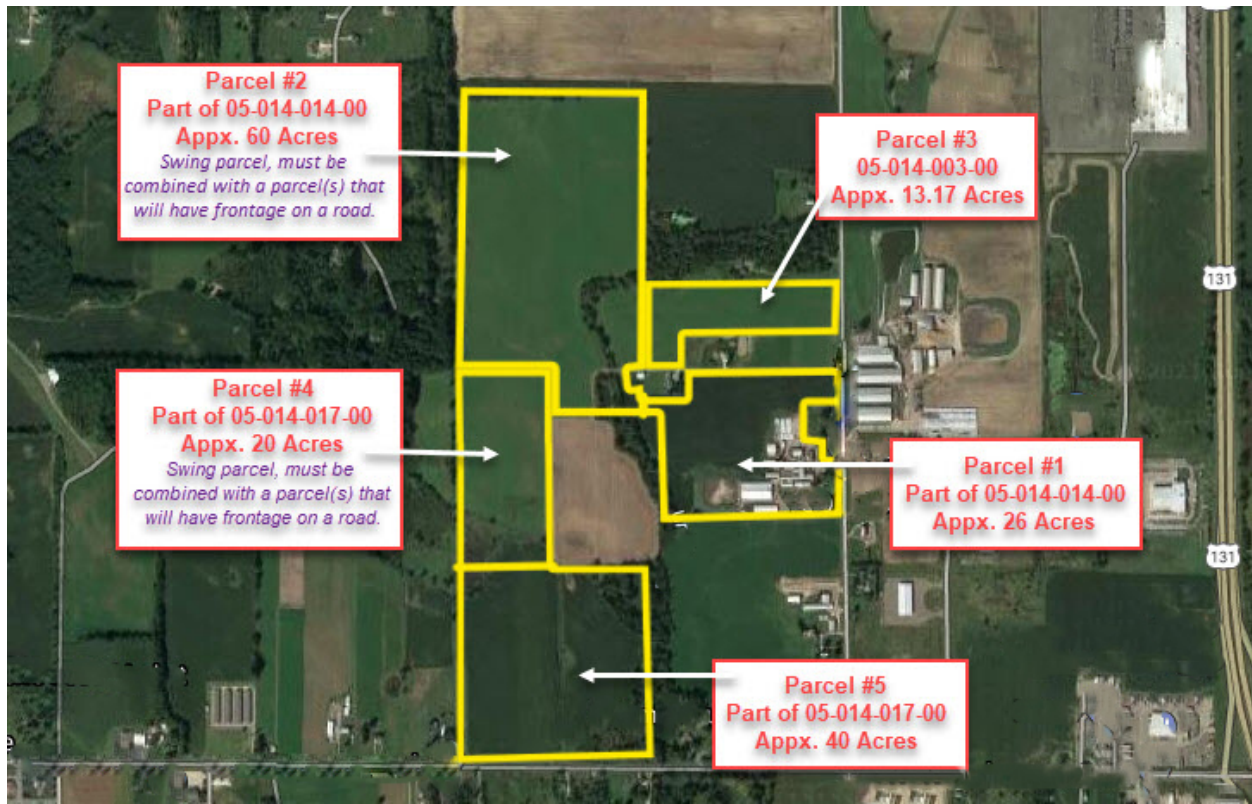 Parcel #2
Part of 05-014-014-00
Appx. 60 Acres
Swing parcel, must be
combined with a parcel(s) that
will have frontage on a road.
Parcel #3
05-014-003-00
Appx. 13.17 Acres
131
Parcel #4
Part of 05-014-017-00
Appx. 20 Acres
Swing parcel, must be
combined with a parcel(s) that
will have frontage on a road.
Parcel #1
Part of 05-014-014-00
Appx. 26 Acres
131
Parcel #5
Part of 05-014-017-00
Appx. 40 Acres